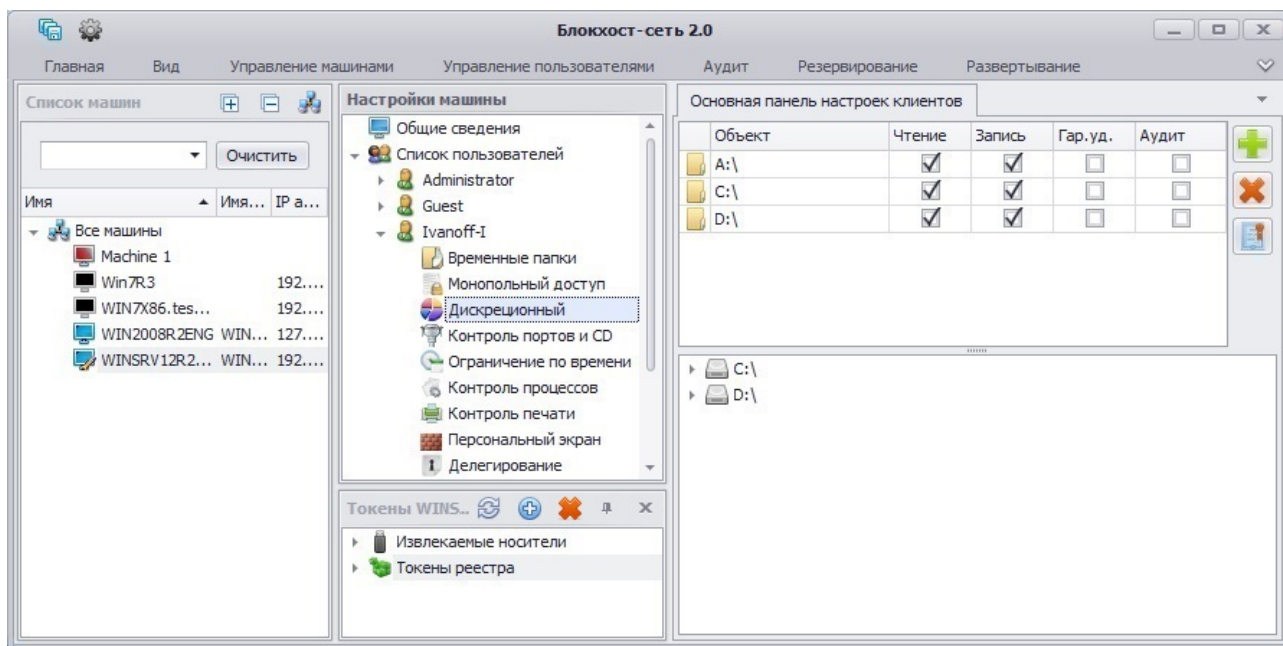 Блокхост-сеть 2.0
Главная Вид Управление машинами Управление пользователями Аудит Резервирование Развертывание
Список машин
Очистить
Имя Имя... IP а...
Все машины
Machine 1
Win7R3 192....
WIN7X86.tes... 192....
WIN2008R2ENG WIN... 127....
WINSRV12R2... WIN... 192....
Настройки машины
Общие сведения
Список пользователей
Administrator
Guest
Ivanoff-I
Временные папки
Монопольный доступ
Дискреционный
Контроль портов и CD
Ограничение по времени
Контроль процессов
Контроль печати
Персональный экран
Делегирование
Токены WINS..
Извлекаемые носители
Токены реестра
Основная панель настроек клиентов
Объект Чтение Запись Гар.уд. Аудит
A:\
C:\
D:\
C:\
D:\